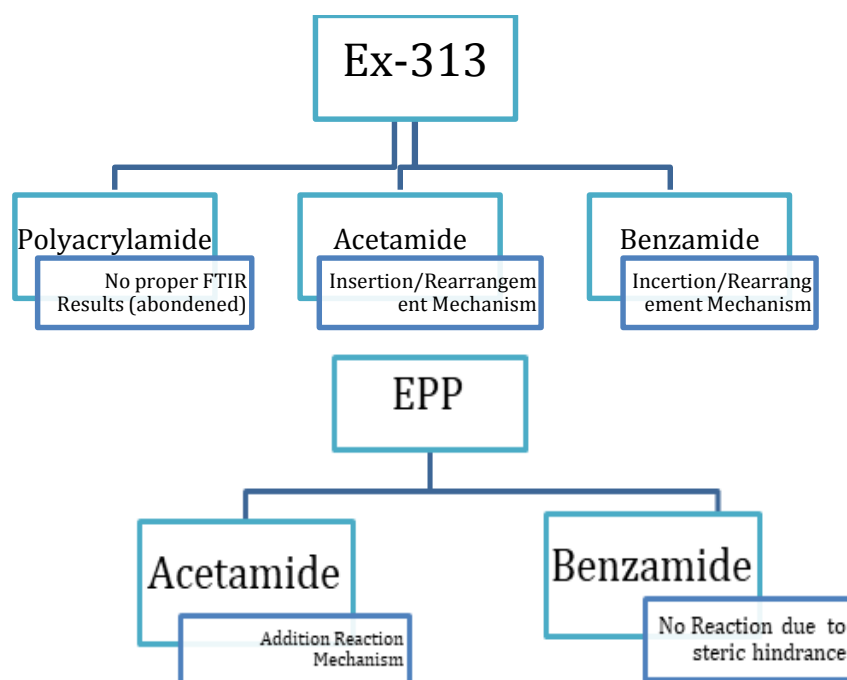 Ex-313
Polyacrylamide
No proper FTIR
Results (abondened)
Acetamide
Insertion/Rearrangem
ent Mechanism
Benzamide
Incertion/Rearrang
ement Mechanism
EPP
Acetamide
Addition Reaction
Mechanism
Benzamide
No Reaction due to
steric hindrance